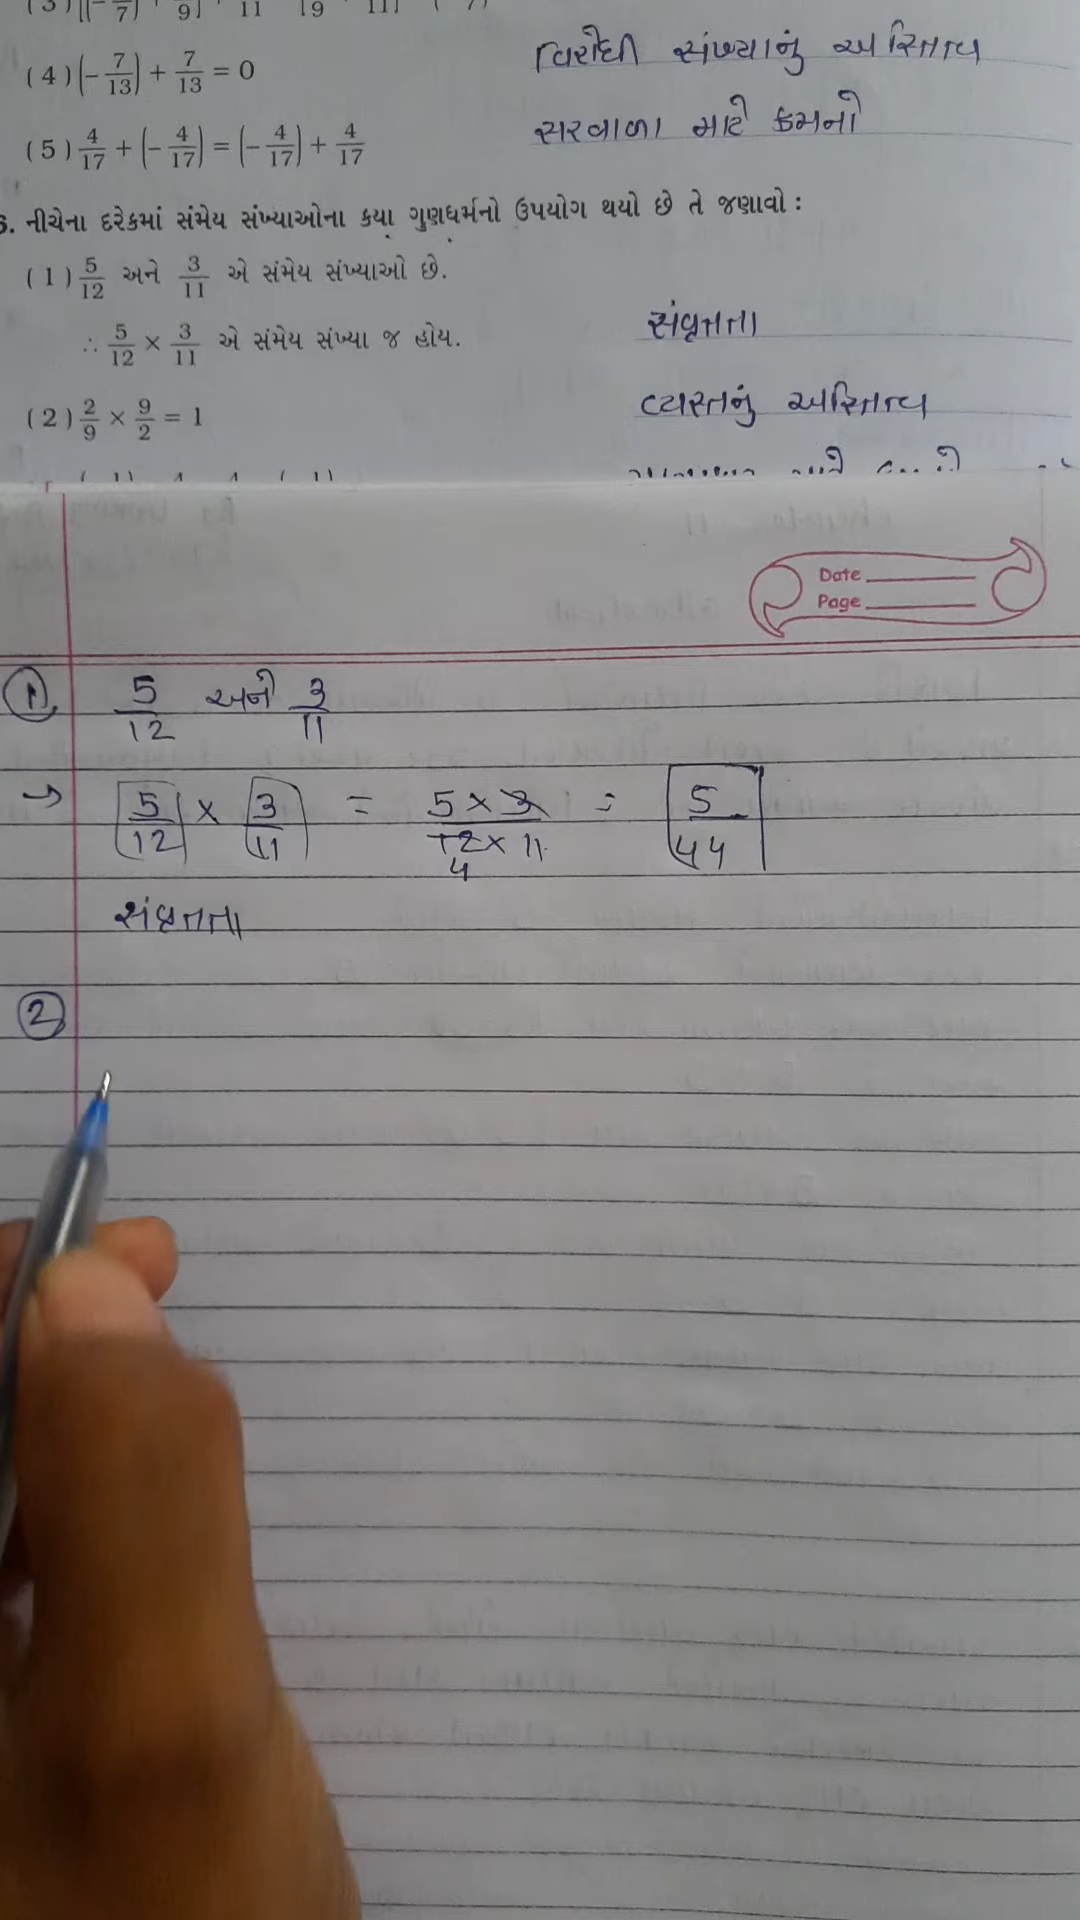 (4) (-7/13) + 7/13 = 0 વિરોધી સંખ્યાનું અસ્તિત્વ
(5) 4/17 + (-4/17) = (-4/17) + 4/17 સરવાળા માટે ક્રમનો
6. નીચેના દરેકમાં સંમેય સંખ્યાઓના કયા ગુણધર્મનો ઉપયોગ થયો છે તે જણાવો :
(1) 5/12 અને 3/11 એ સંમેય સંખ્યાઓ છે.
∴ 5/12 × 3/11 એ સંમેય સંખ્યા જ હોય. સંવૃત્તતા
(2) 2/9 × 9/2 = 1 વ્યસ્તનું અસ્તિત્વ
Date
Page
① 5/12 અને 3/11
→ 5/12 × 3/11 = 5 × 3/12 × 11 = 5/44
4
સંવૃત્તતા
②